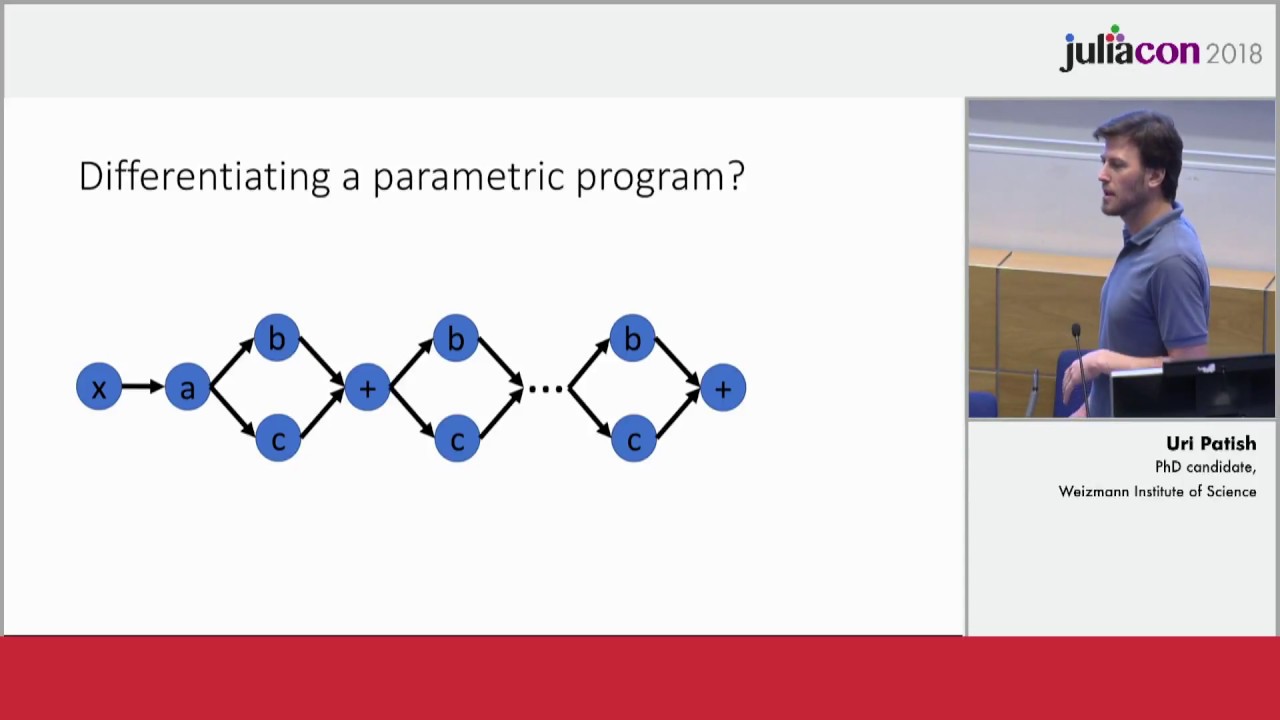 juliacon 2018
Differentiating a parametric program?
b b b
x a + ... +
c c c
Uri Patish
PhD candidate,
Weizmann Institute of Science